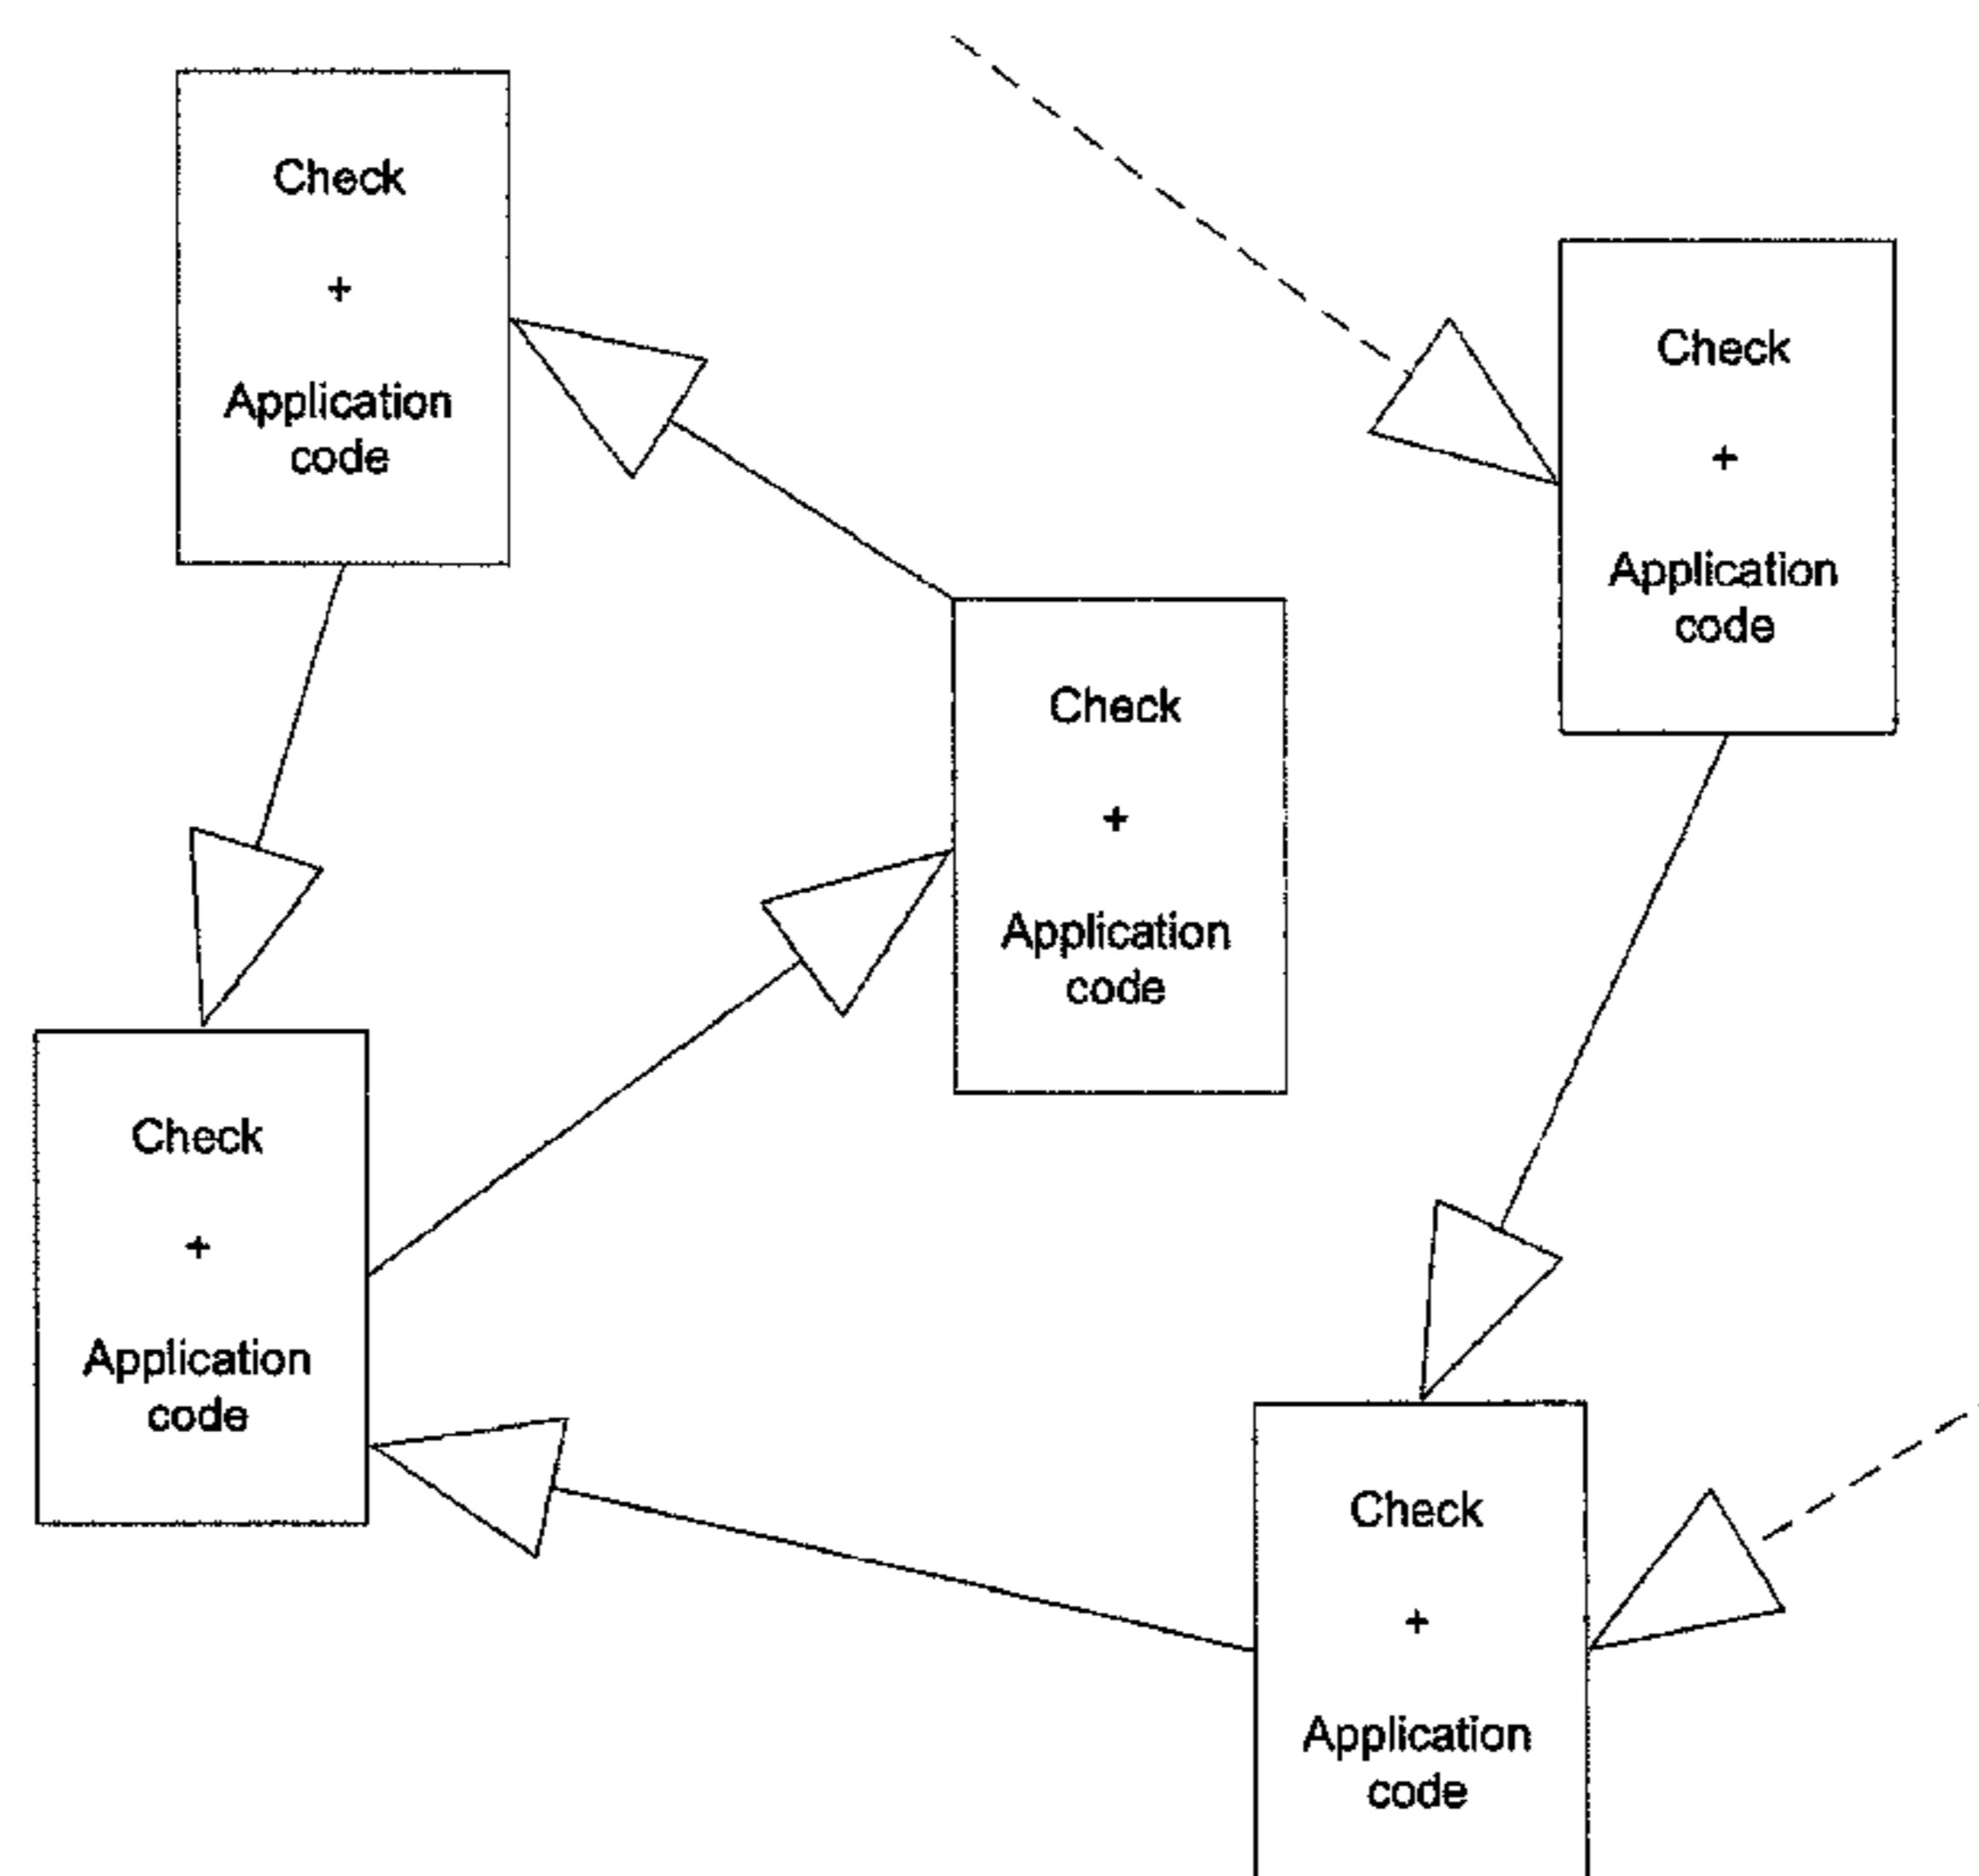 Check
+
Application
code
Check
+
Application
code
Check
+
Application
code
Check
+
Application
code
Check
+
Application
code